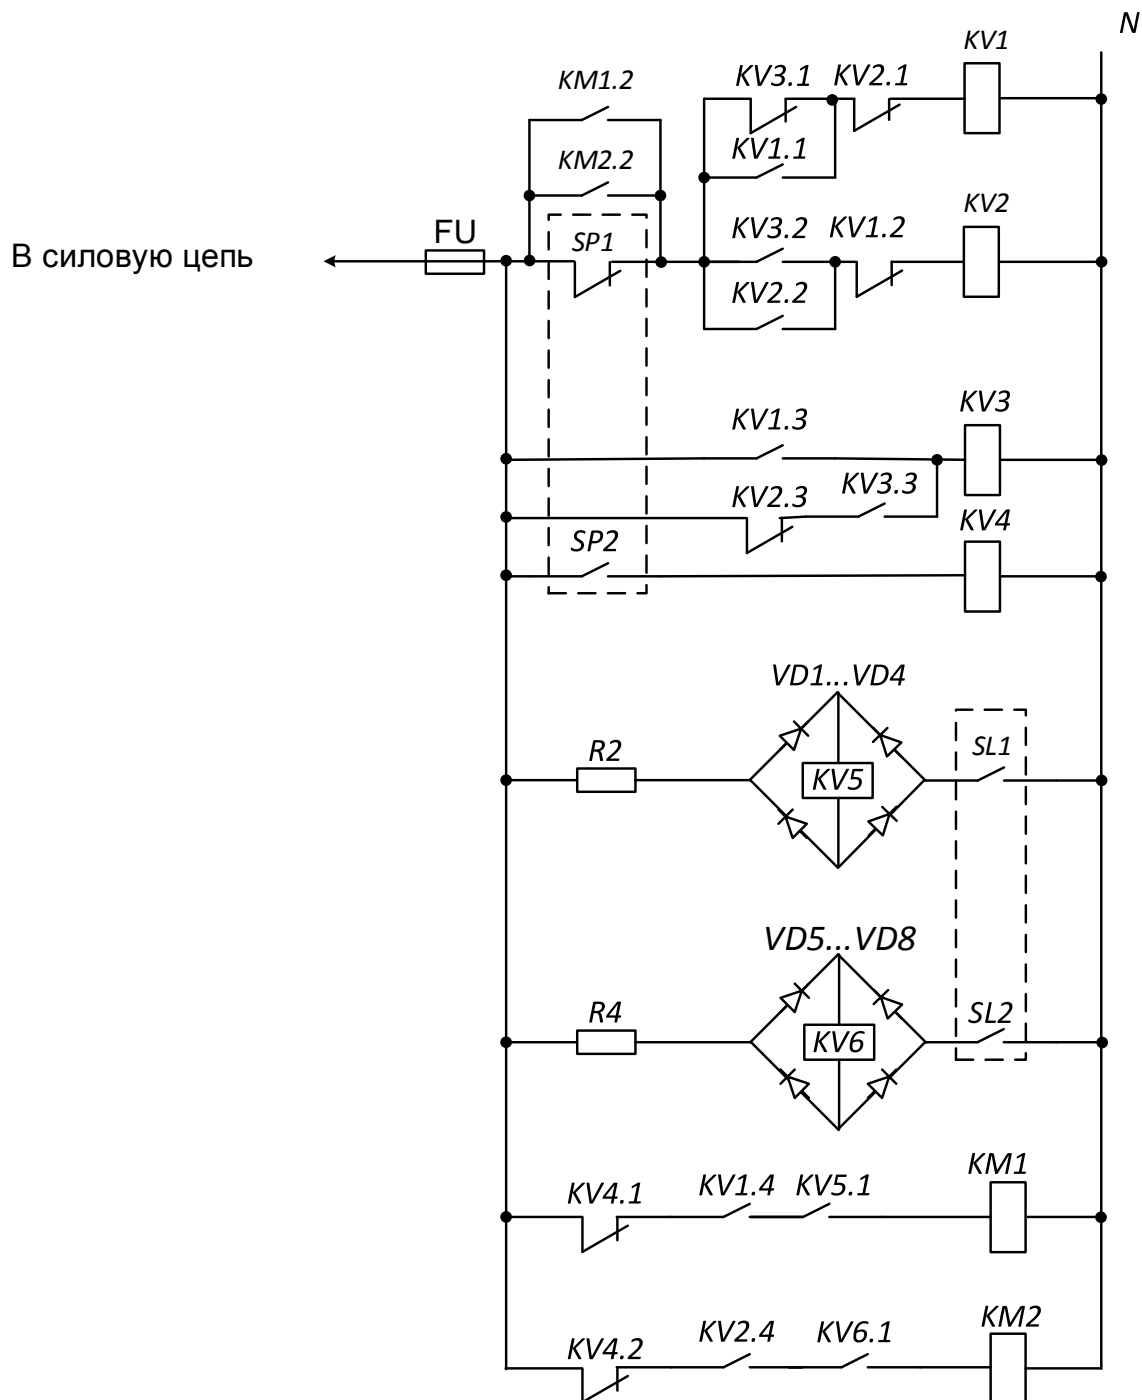 N
KV1
KV3.1 KV2.1
KM1.2
KV1.1
KM2.2
KV2
FU
SP1
KV3.2 KV1.2
В силовую цепь
KV2.2
KV3
KV1.3
KV3.3
KV2.3
KV4
SP2
VD1...VD4
R2
SL1
KV5
VD5...VD8
R4
SL2
KV6
KM1
KV4.1
KV1.4 KV5.1
KM2
KV4.2
KV2.4 KV6.1